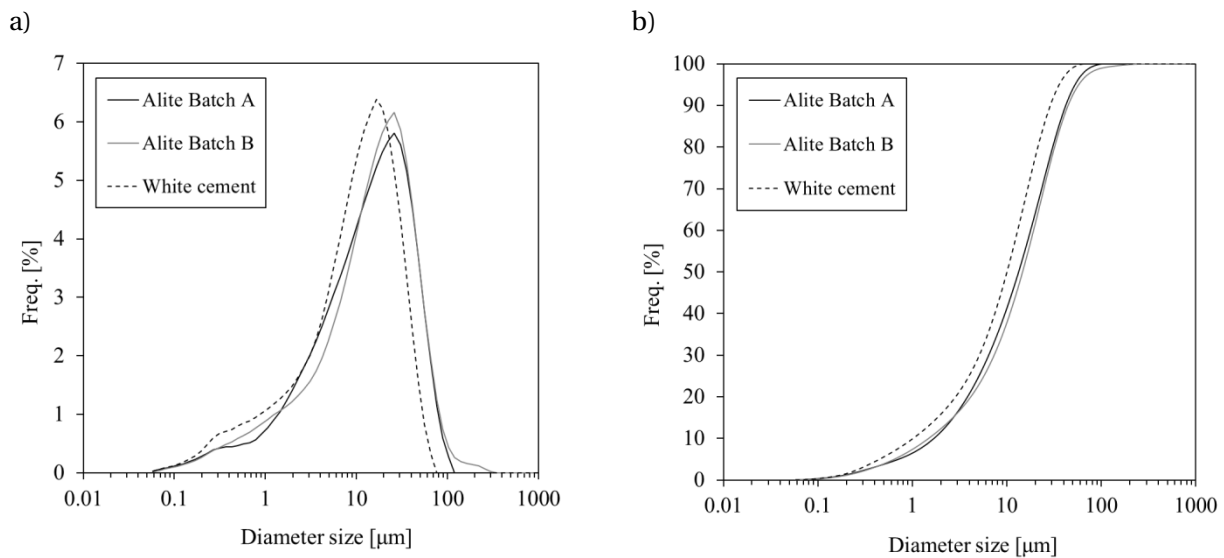 a)
7
6
5
4
3
2
1
0
Freq. [%]
Alite Batch A
Alite Batch B
White cement
0.01 0.1 1 10 100 1000
Diameter size [μm]
b)
100
90
80
70
60
50
40
30
20
10
0
Freq. [%]
Alite Batch A
Alite Batch B
White cement
0.01 0.1 1 10 100 1000
Diameter size [μm]